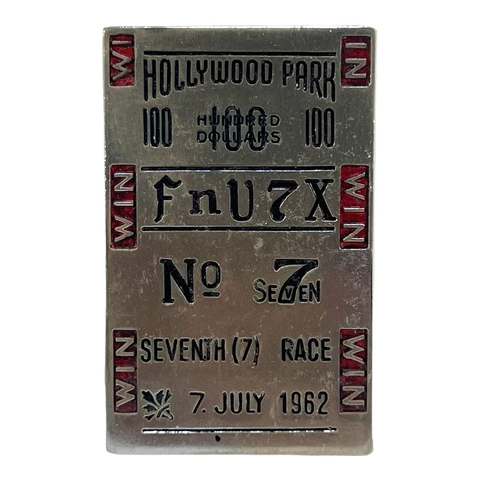 WIN HOLLYWOOD PARK WIN
100 100 100
HUNDRED
DOLLARS
WIN FnU7X WIN
No 7
SEVEN
WIN SEVENTH (7) RACE WIN
7. JULY 1962